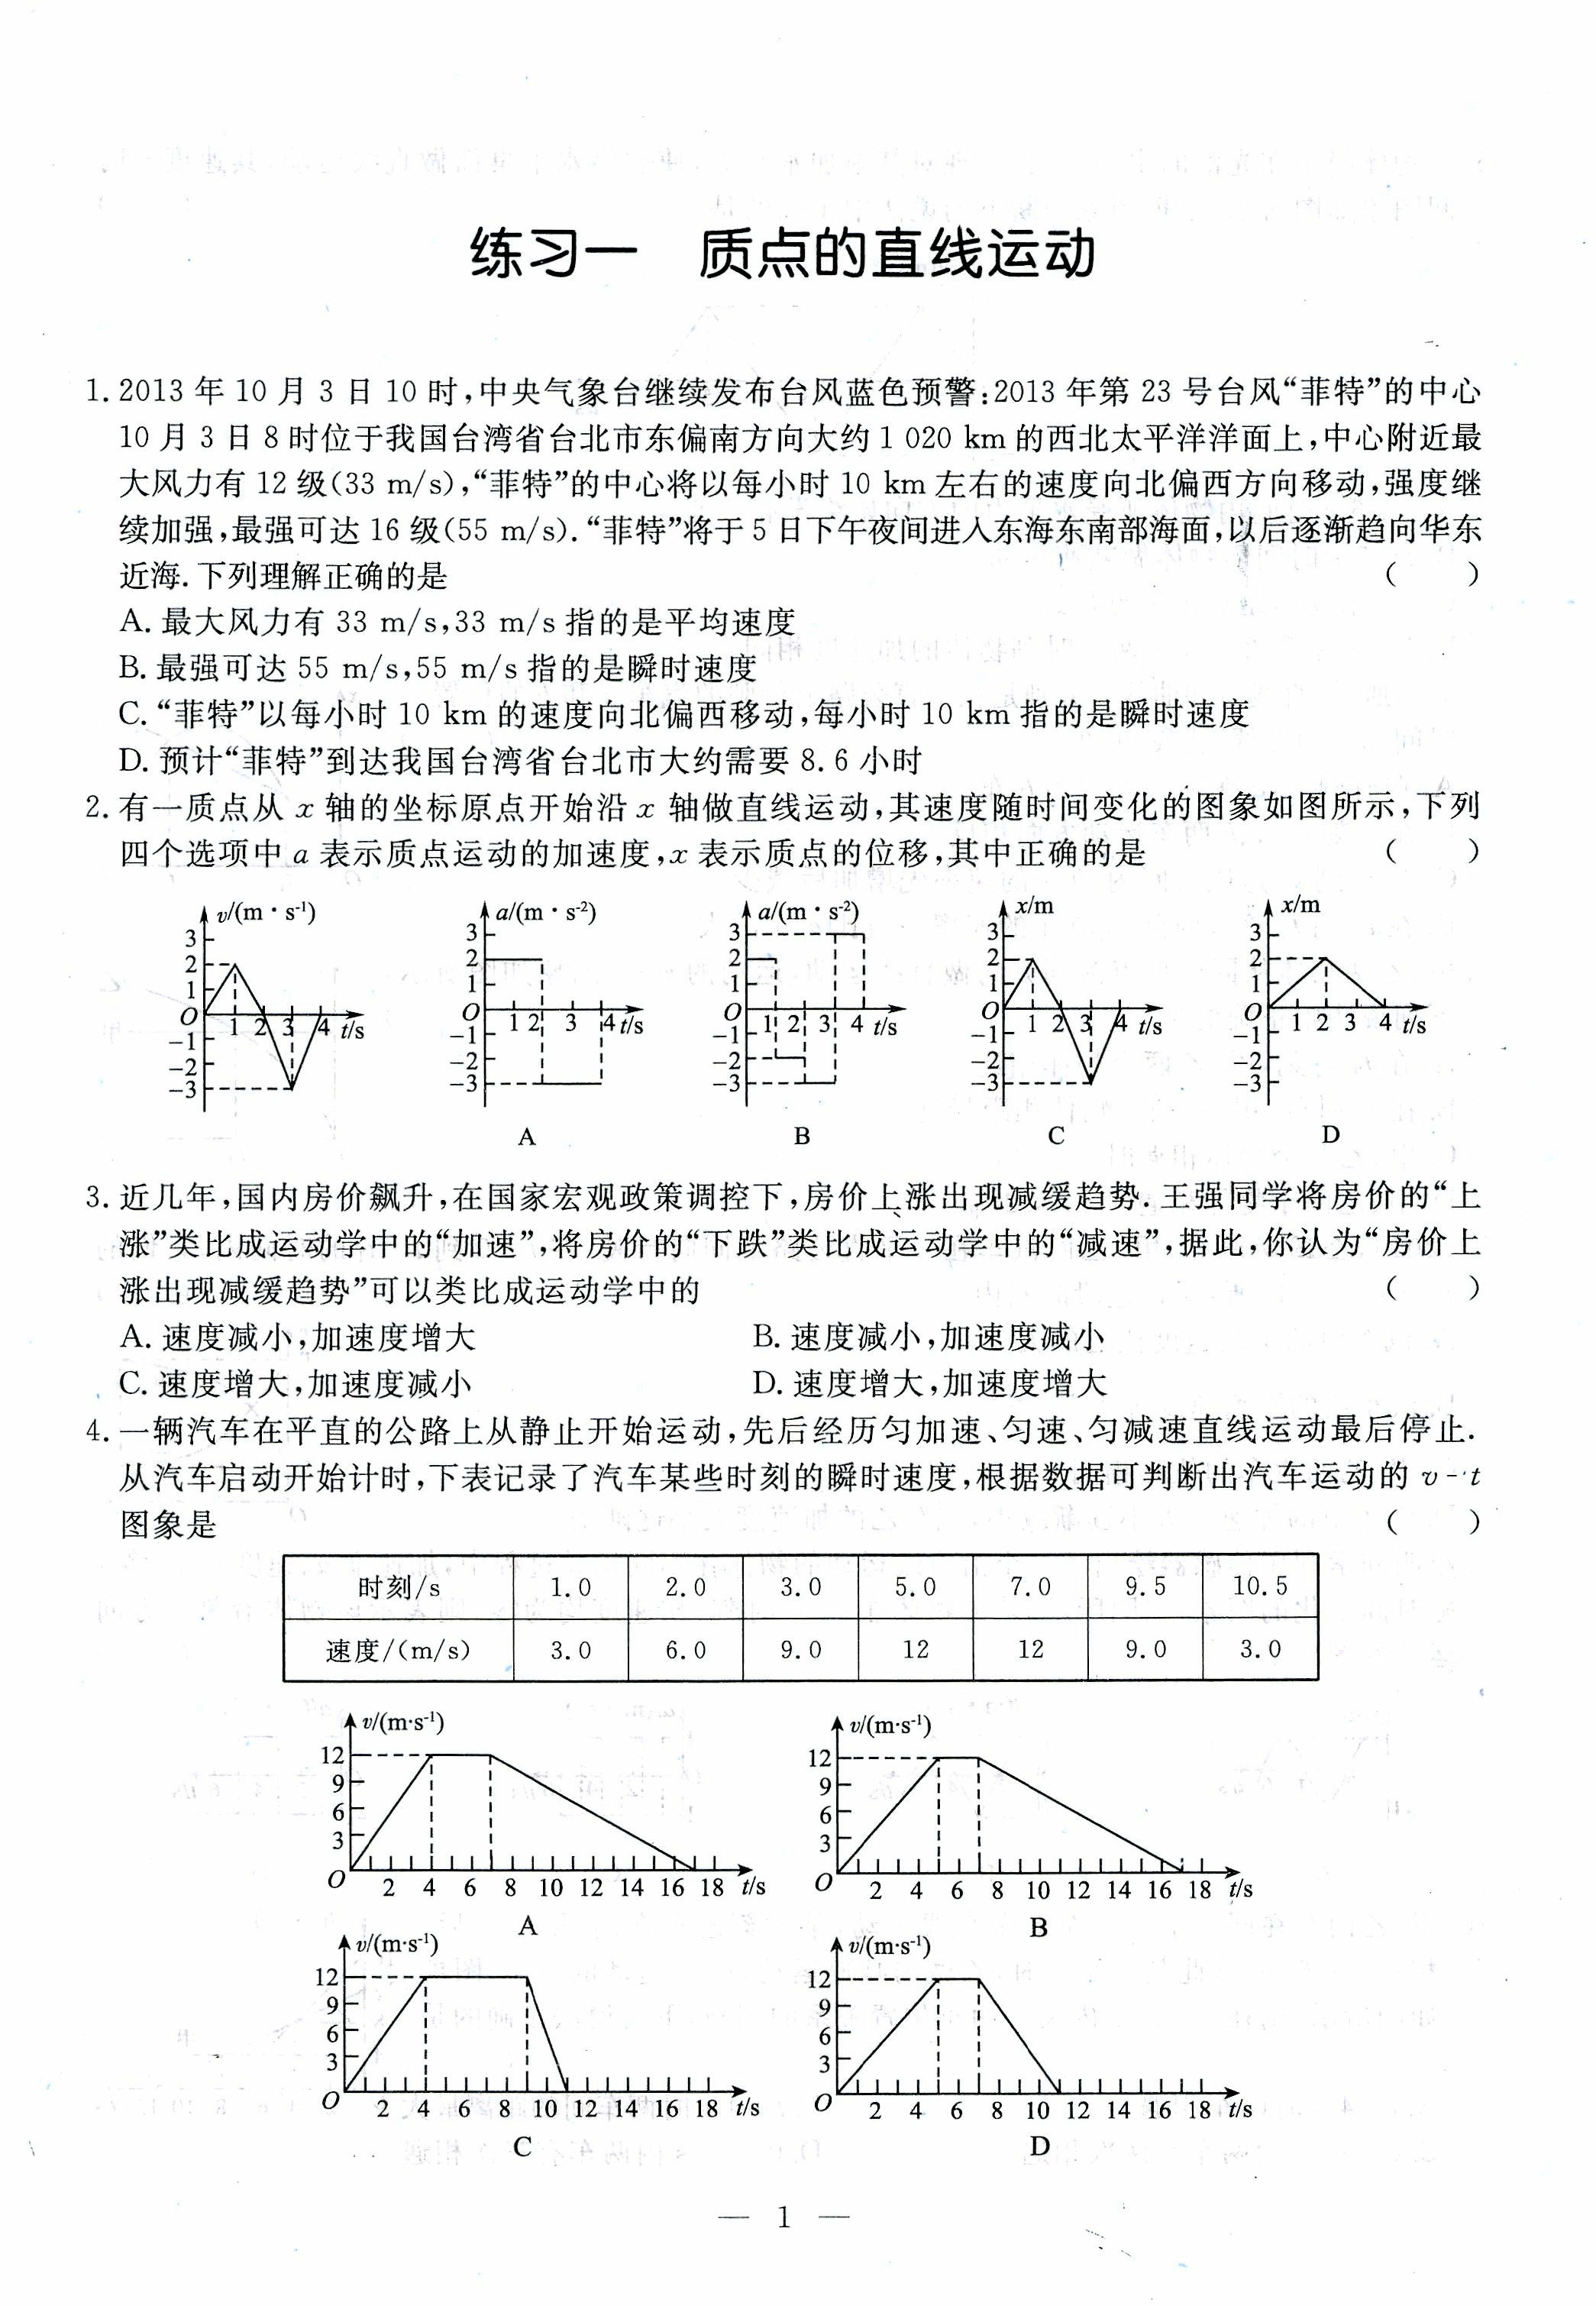 练习一　质点的直线运动
1. 2013 年 10 月 3 日 10 时,中央气象台继续发布台风蓝色预警:2013 年第 23 号台风“菲特”的中心
10 月 3 日 8 时位于我国台湾省台北市东偏南方向大约 1 020 km 的西北太平洋洋面上,中心附近最
大风力有 12 级(33 m/s),“菲特”的中心将以每小时 10 km 左右的速度向北偏西方向移动,强度继
续加强,最强可达 16 级(55 m/s).“菲特”将于 5 日下午夜间进入东海东南部海面,以后逐渐趋向华东
近海. 下列理解正确的是 (　　)
A. 最大风力有 33 m/s,33 m/s 指的是平均速度
B. 最强可达 55 m/s,55 m/s 指的是瞬时速度
C. “菲特”以每小时 10 km 的速度向北偏西移动,每小时 10 km 指的是瞬时速度
D. 预计“菲特”到达我国台湾省台北市大约需要 8.6 小时
2. 有一质点从 x 轴的坐标原点开始沿 x 轴做直线运动,其速度随时间变化的图象如图所示,下列
四个选项中 a 表示质点运动的加速度,x 表示质点的位移,其中正确的是 (　　)
v/(m·s⁻¹) 3 2 1 O -1 -2 -3 1 2 3 4 t/s
a/(m·s⁻²) 3 2 1 O -1 -2 -3 1 2 3 4 t/s
A
a/(m·s⁻²) 3 2 1 O -1 -2 -3 1 2 3 4 t/s
B
x/m 3 2 1 O -1 -2 -3 1 2 3 4 t/s
C
x/m 3 2 1 O -1 -2 -3 1 2 3 4 t/s
D
3. 近几年,国内房价飙升,在国家宏观政策调控下,房价上涨出现减缓趋势. 王强同学将房价的“上
涨”类比成运动学中的“加速”,将房价的“下跌”类比成运动学中的“减速”,据此,你认为“房价上
涨出现减缓趋势”可以类比成运动学中的 (　　)
A. 速度减小,加速度增大　　B. 速度减小,加速度减小
C. 速度增大,加速度减小　　D. 速度增大,加速度增大
4. 一辆汽车在平直的公路上从静止开始运动,先后经历匀加速、匀速、匀减速直线运动最后停止.
从汽车启动开始计时,下表记录了汽车某些时刻的瞬时速度,根据数据可判断出汽车运动的 v-t
图象是 (　　)
时刻/s 1.0 2.0 3.0 5.0 7.0 9.5 10.5
速度/(m/s) 3.0 6.0 9.0 12 12 9.0 3.0
v/(m·s⁻¹) 12 9 6 3 O 2 4 6 8 10 12 14 16 18 t/s
A
v/(m·s⁻¹) 12 9 6 3 O 2 4 6 8 10 12 14 16 18 t/s
B
v/(m·s⁻¹) 12 9 6 3 O 2 4 6 8 10 12 14 16 18 t/s
C
v/(m·s⁻¹) 12 9 6 3 O 2 4 6 8 10 12 14 16 18 t/s
D
— 1 —